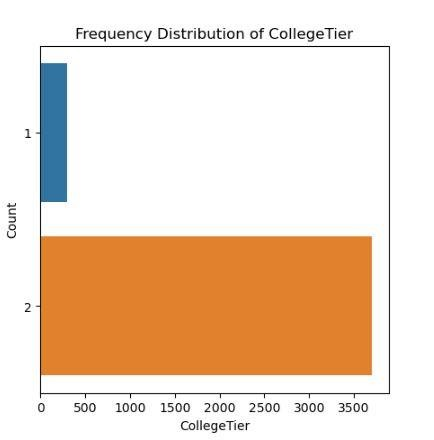 Frequency Distribution of CollegeTier
1
2
Count
0 500 1000 1500 2000 2500 3000 3500
CollegeTier